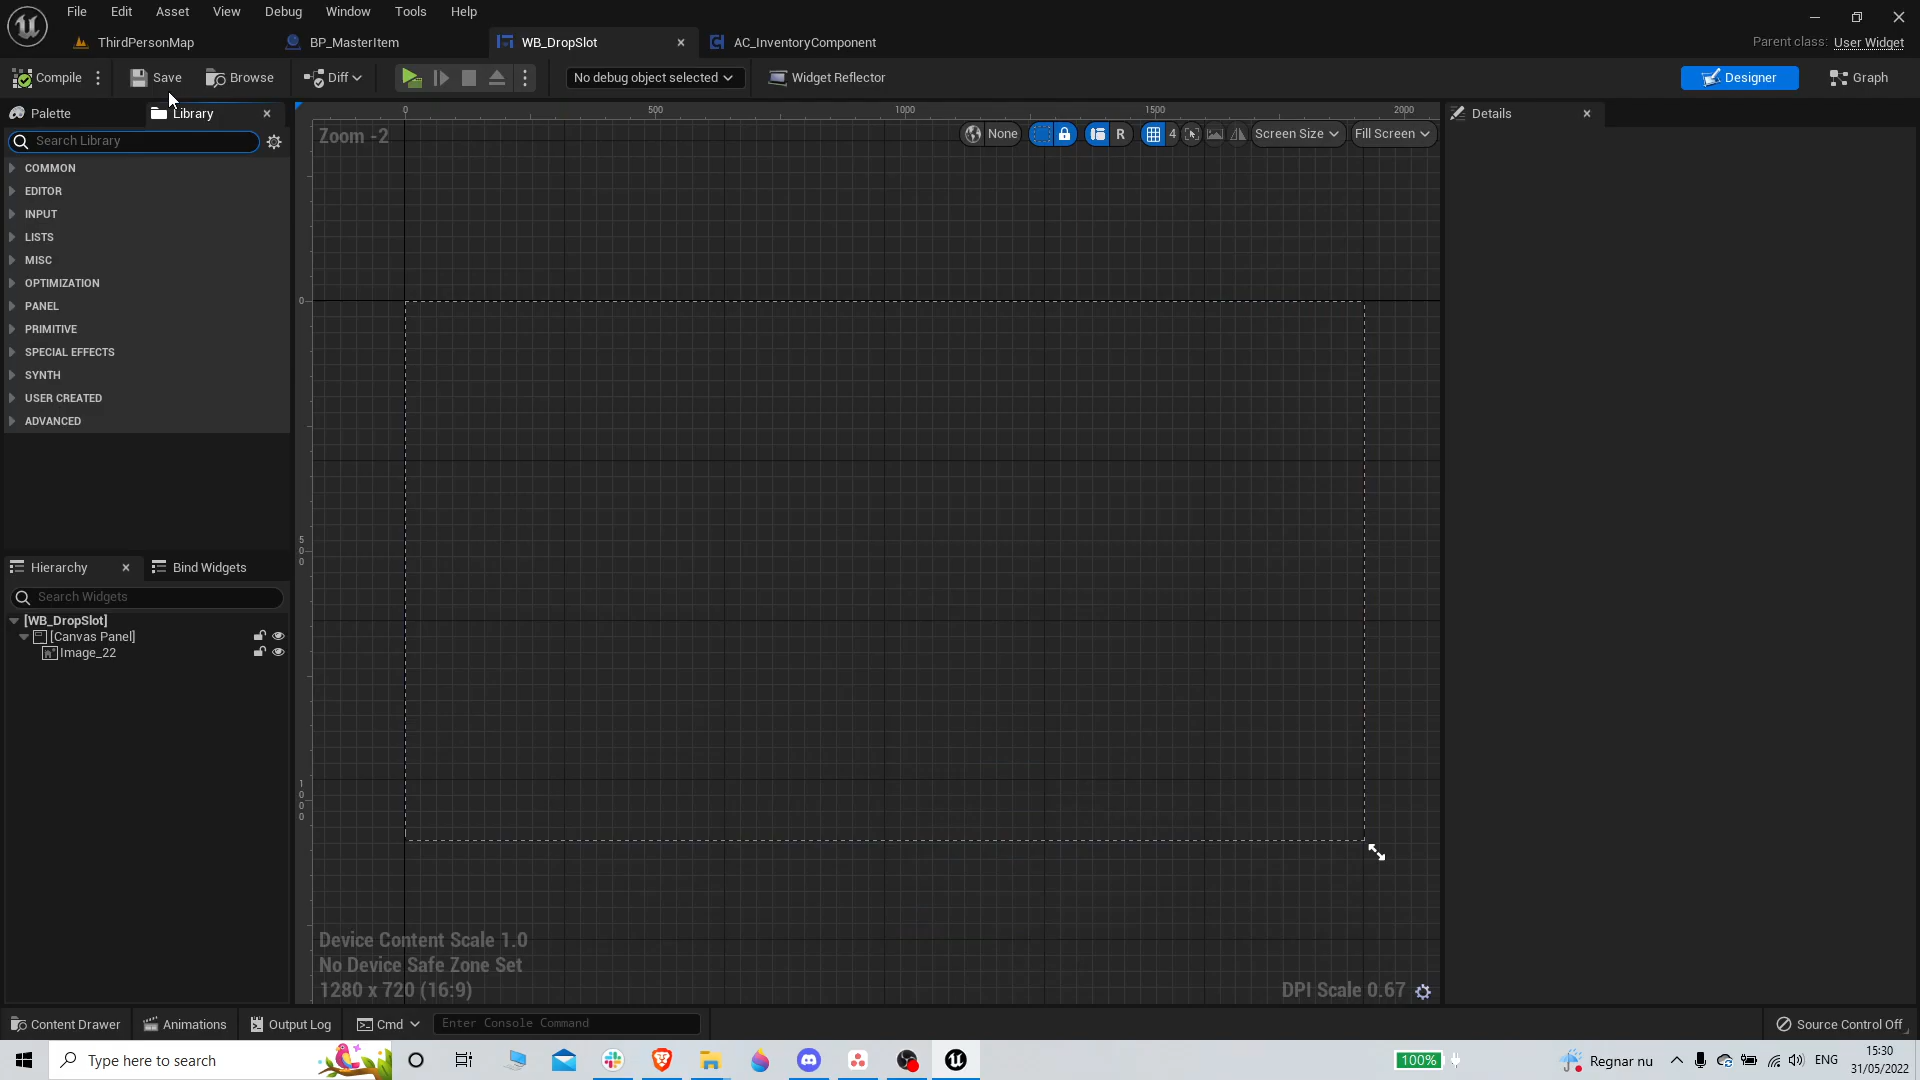 File Edit Asset View Debug Window Tools Help
ThirdPersonMap BP_MasterItem WB_DropSlot AC_InventoryComponent Parent class: User Widget
Compile Save Browse Diff No debug object selected Widget Reflector Designer Graph
Palette Library Details
Search Library
COMMON
EDITOR
INPUT
LISTS
MISC
OPTIMIZATION
PANEL
PRIMITIVE
SPECIAL EFFECTS
SYNTH
USER CREATED
ADVANCED
Hierarchy Bind Widgets
Search Widgets
[WB_DropSlot]
[Canvas Panel]
Image_22
0 500 1000 1500 2000
Zoom -2 None R 4 Screen Size Fill Screen
0
500
1000
Device Content Scale 1.0
No Device Safe Zone Set
1280 x 720 (16:9) DPI Scale 0.67
Content Drawer Animations Output Log Cmd Enter Console Command Source Control Off
Type here to search 100% Regnar nu ENG 15:30
31/05/2022